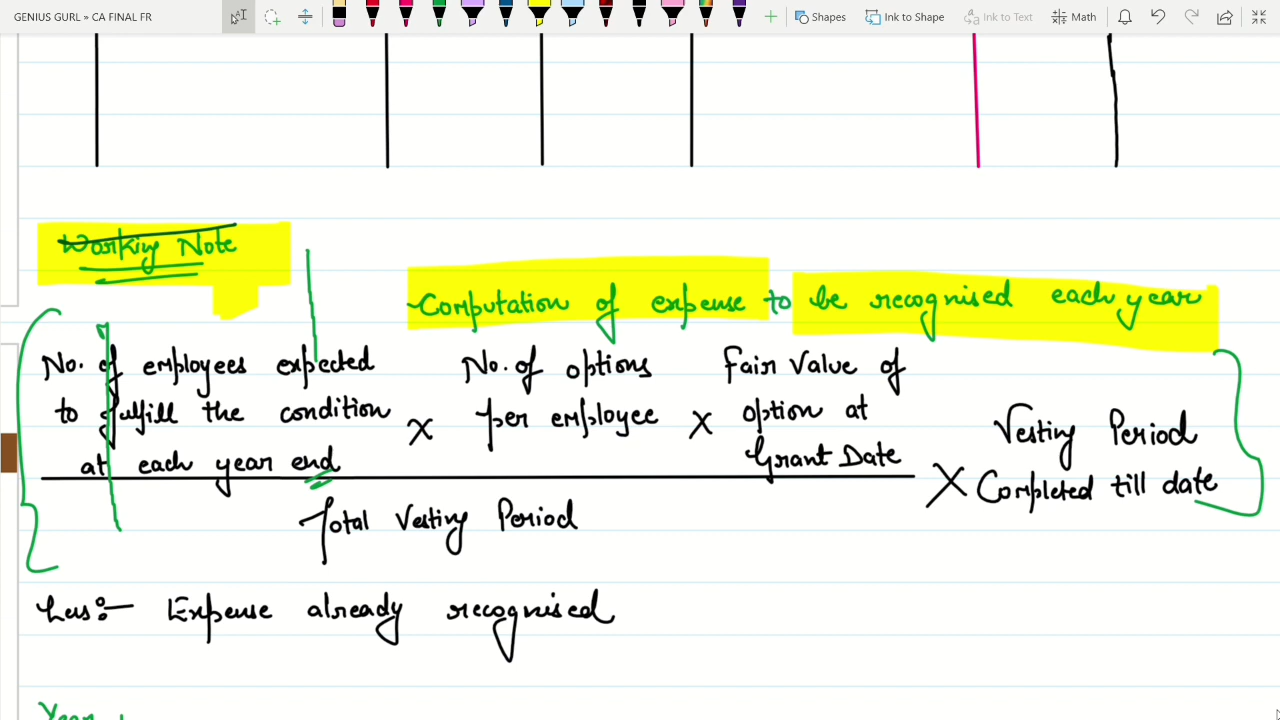 GENIUS GURL » CA FINAL FR
Shapes
Ink to Shape
Ink to Text
Math
Working Note
Computation of expense to be recognised each year
No. of employees expected to fulfill the condition at each year end
X
No. of options per employee
X
Fair Value of option at Grant Date
Total Vesting Period
X
Vesting Period Completed till date
Less:- Expense already recognised
Year